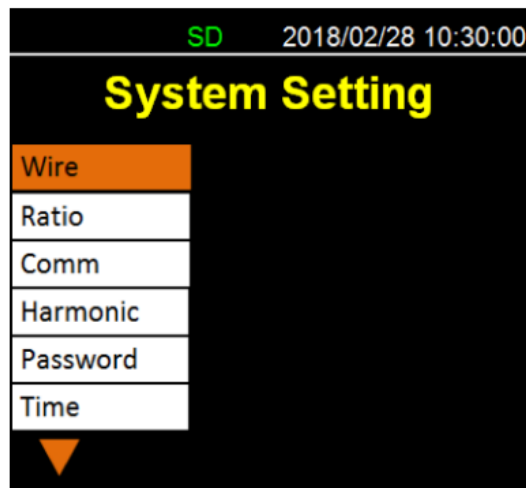 SD 2018/02/28 10:30:00
System Setting
Wire
Ratio
Comm
Harmonic
Password
Time